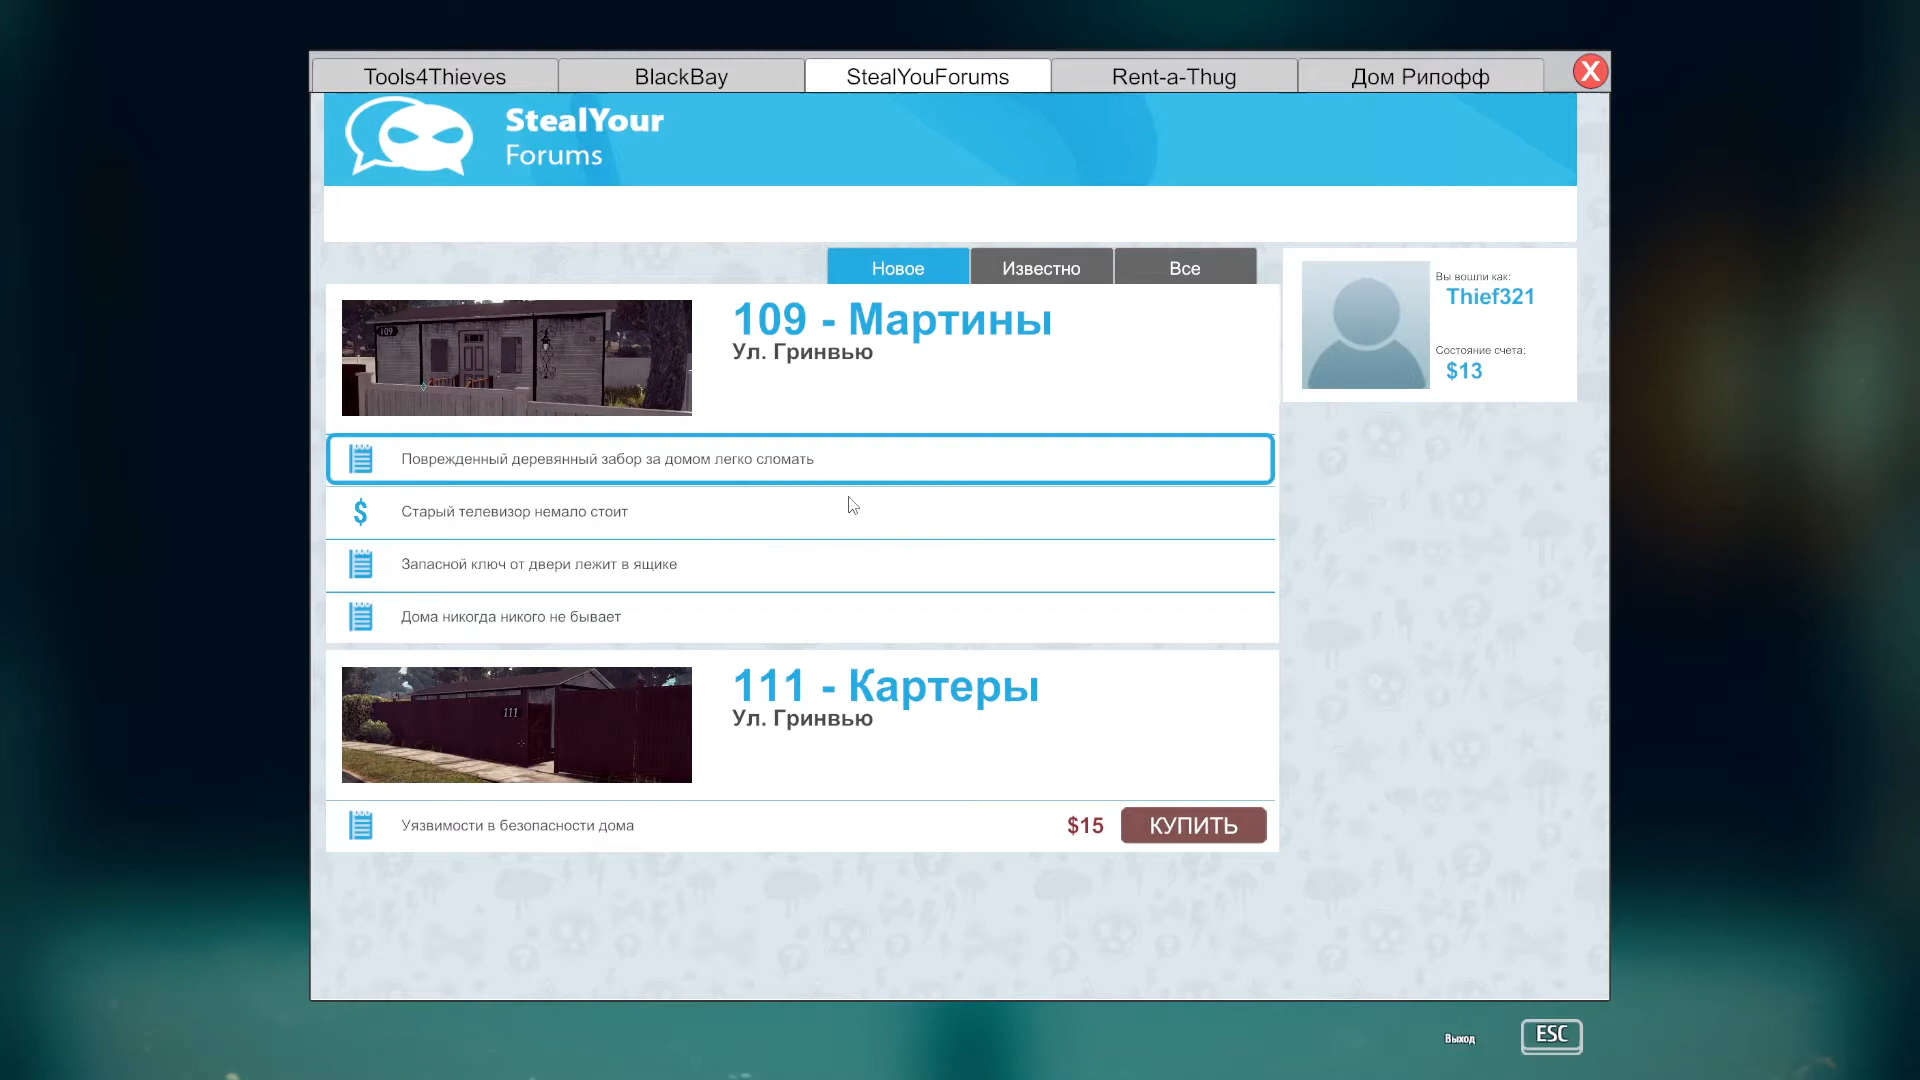 Tools4Thieves
BlackBay
StealYouForums
Rent-a-Thug
Дом Рипофф
X
StealYour
Forums
Новое
Известно
Все
Вы вошли как:
Thief321
Состояние счета:
$13
109
109 - Мартины
Ул. Гринвью
Поврежденный деревянный забор за домом легко сломать
$ Старый телевизор немало стоит
Запасной ключ от двери лежит в ящике
Дома никогда никого не бывает
111
111 - Картеры
Ул. Гринвью
Уязвимости в безопасности дома
$15
КУПИТЬ
Выход
ESC